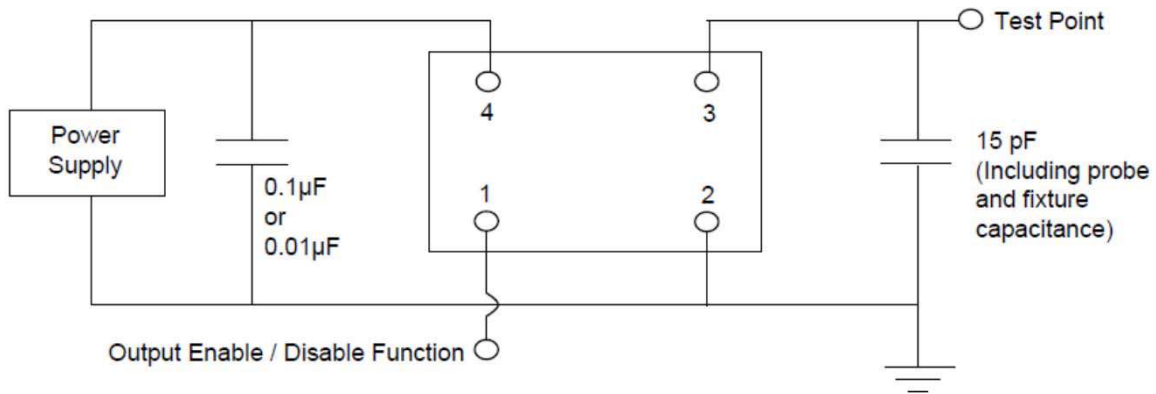 Test Point
4
3
Power
Supply
15 pF
(Including probe
and fixture
capacitance)
0.1µF
or
0.01µF
1
2
Output Enable / Disable Function